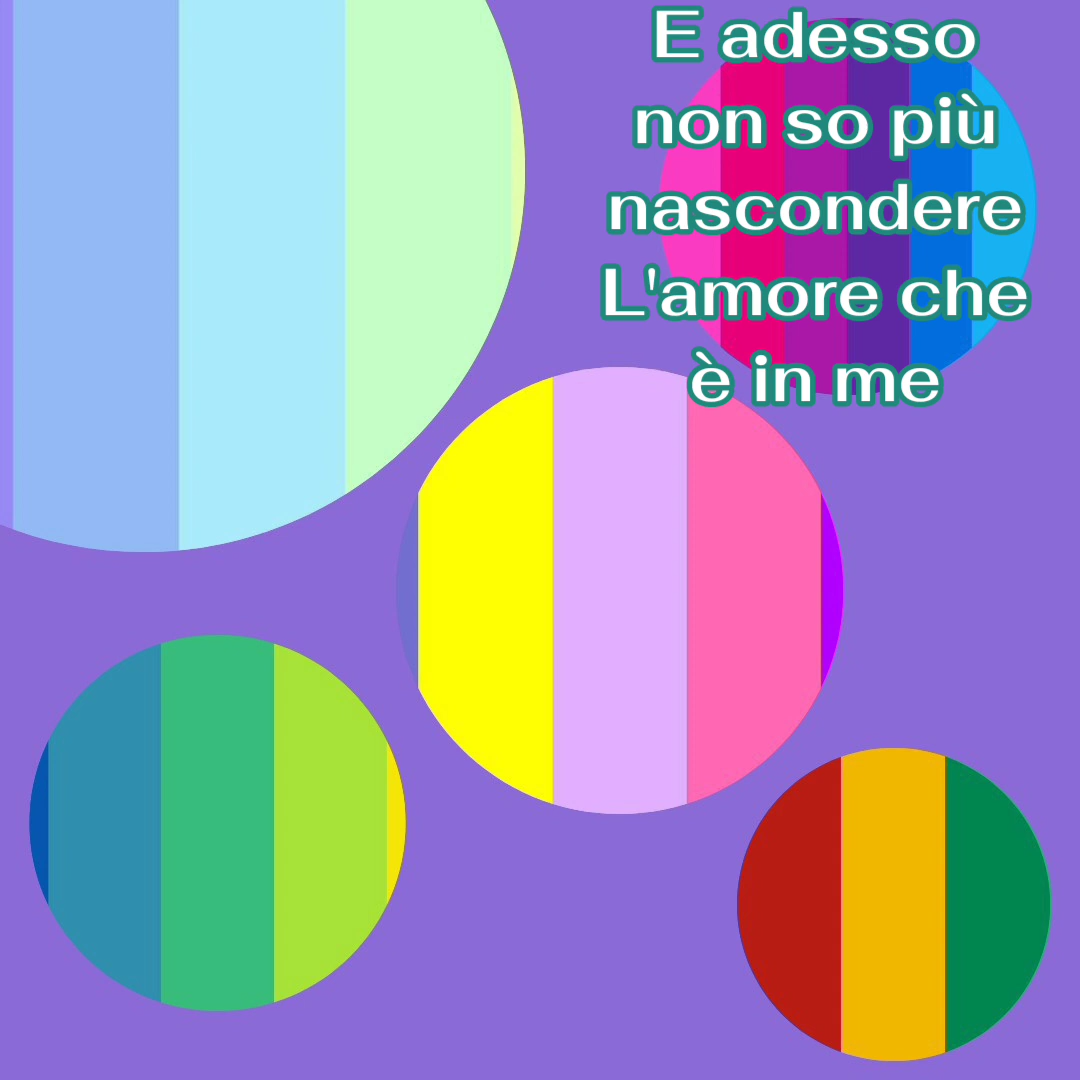 E adesso
non so più
nascondere
L'amore che
è in me